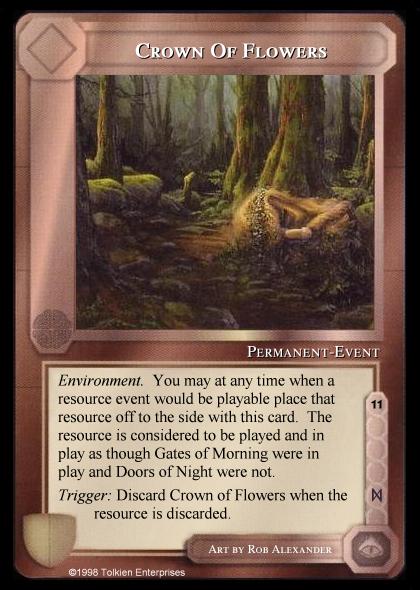 Crown Of Flowers
Permanent-Event
Environment. You may at any time when a
resource event would be playable place that
resource off to the side with this card. The
resource is considered to be played and in
play as though Gates of Morning were in
play and Doors of Night were not.
Trigger: Discard Crown of Flowers when the
resource is discarded.
11
Art by Rob Alexander
©1998 Tolkien Enterprises